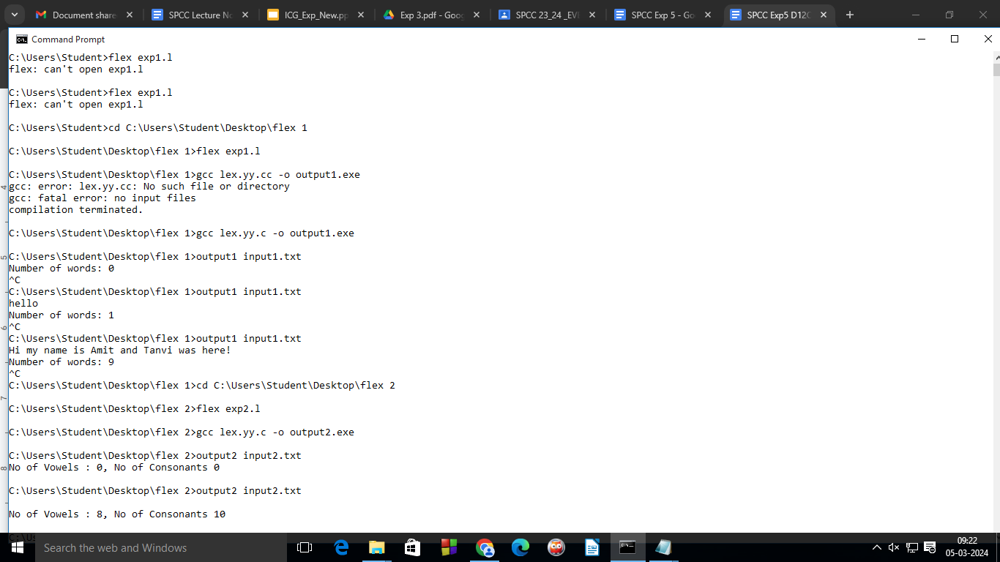 Document share
SPCC Lecture No
ICG_Exp_New.pp
Exp 3.pdf - Goog
SPCC 23_24 _EVE
SPCC Exp 5 - Go
SPCC Exp5 D12C
Command Prompt
C:\Users\Student>flex exp1.l
flex: can't open exp1.l
C:\Users\Student>flex exp1.l
flex: can't open exp1.l
C:\Users\Student>cd C:\Users\Student\Desktop\flex 1
C:\Users\Student\Desktop\flex 1>flex exp1.l
C:\Users\Student\Desktop\flex 1>gcc lex.yy.cc -o output1.exe
gcc: error: lex.yy.cc: No such file or directory
gcc: fatal error: no input files
compilation terminated.
C:\Users\Student\Desktop\flex 1>gcc lex.yy.c -o output1.exe
C:\Users\Student\Desktop\flex 1>output1 input1.txt
Number of words: 0
^C
C:\Users\Student\Desktop\flex 1>output1 input1.txt
hello
Number of words: 1
^C
C:\Users\Student\Desktop\flex 1>output1 input1.txt
Hi my name is Amit and Tanvi was here!
Number of words: 9
^C
C:\Users\Student\Desktop\flex 1>cd C:\Users\Student\Desktop\flex 2
C:\Users\Student\Desktop\flex 2>flex exp2.l
C:\Users\Student\Desktop\flex 2>gcc lex.yy.c -o output2.exe
C:\Users\Student\Desktop\flex 2>output2 input2.txt
No of Vowels : 0, No of Consonants 0
C:\Users\Student\Desktop\flex 2>output2 input2.txt
No of Vowels : 8, No of Consonants 10
4
5
6
7
8
Search the web and Windows
09:22
05-03-2024